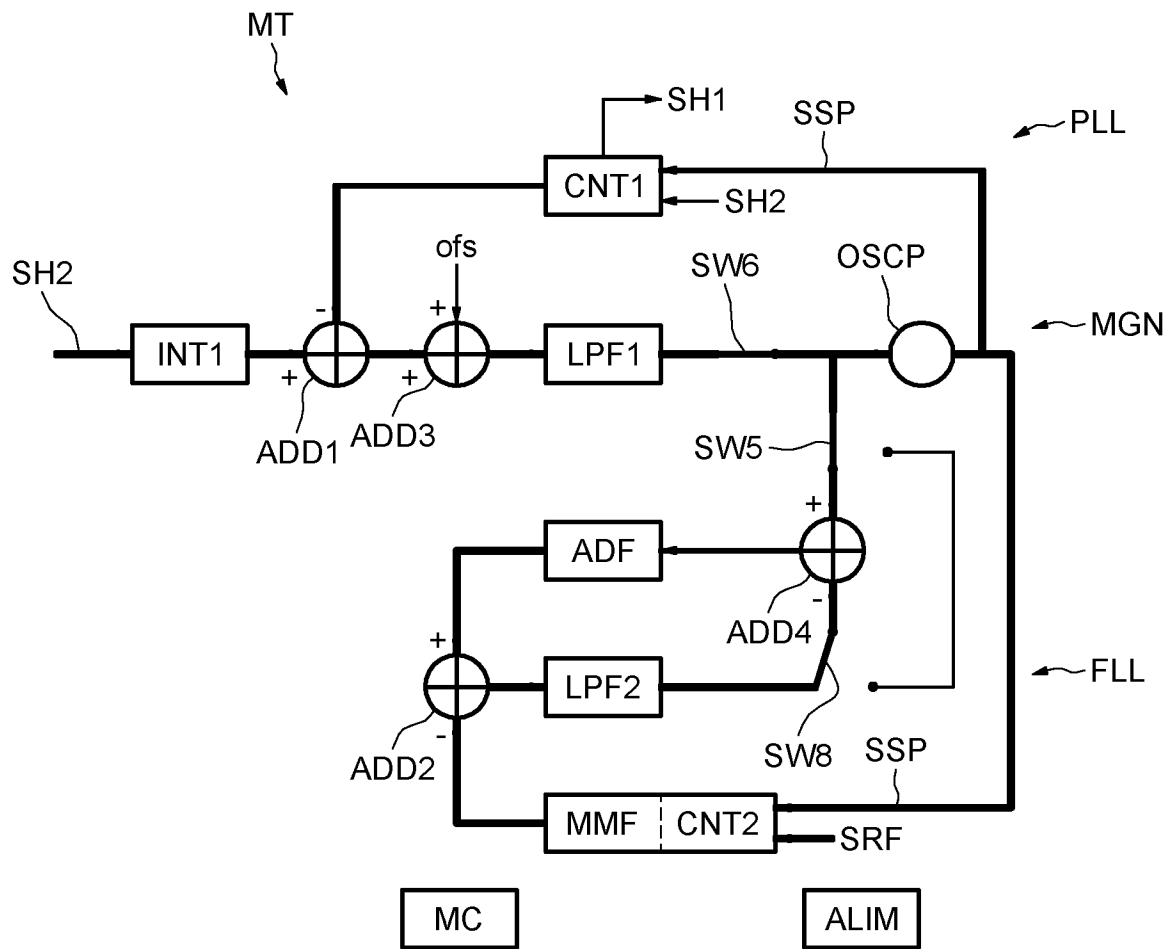 MT
SH1
SSP
PLL
CNT1
SH2
ofs
SW6
OSCP
SH2
- +
MGN
INT1
LPF1
+ +
ADD1
ADD3
SW5
+
ADF
-
ADD4
+
LPF2
FLL
-
ADD2
SW8
SSP
MMF CNT2
SRF
MC
ALIM